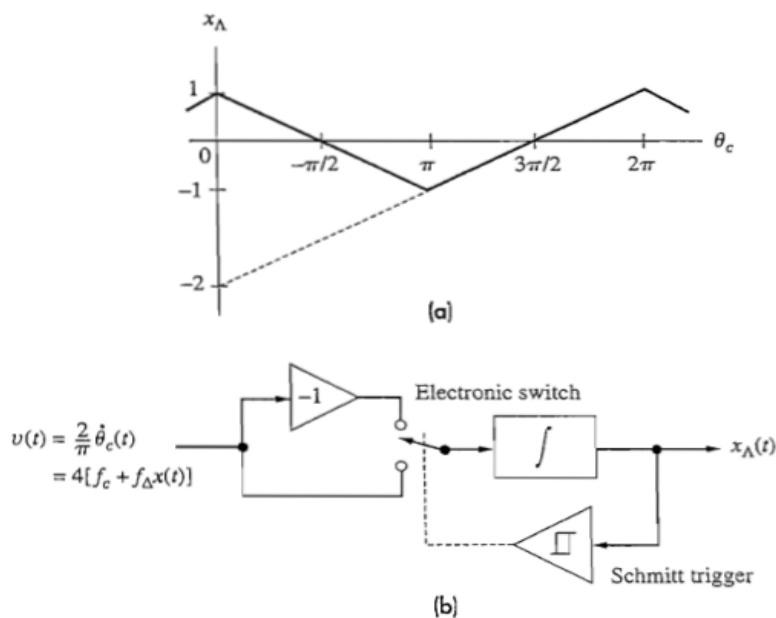 x_Λ
1
0
−π/2
π
3π/2
2π
θ_c
−1
−2
(a)
−1
Electronic switch
v(t) = 2/π θ̇_c(t)
= 4[f_c + f_Δx(t)]
∫
x_Λ(t)
Schmitt trigger
(b)